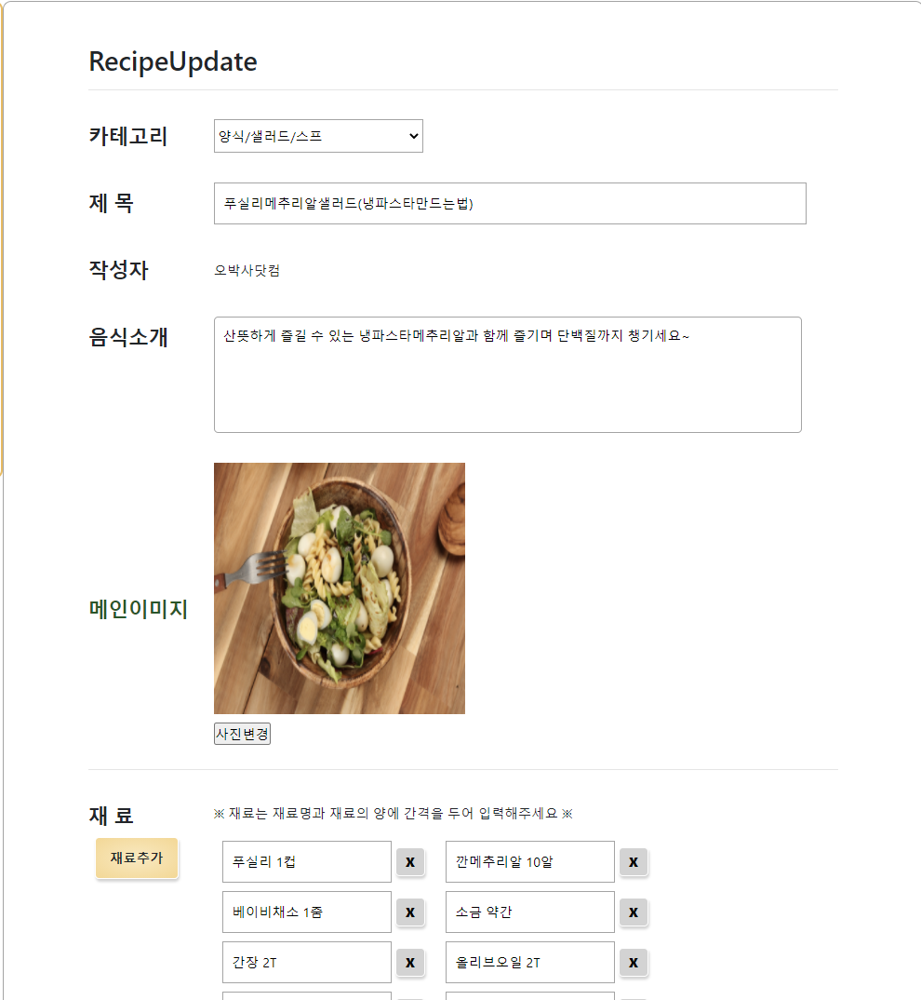 RecipeUpdate
카테고리
양식/샐러드/스프
제 목
푸실리메추리알샐러드(냉파스타만드는법)
작성자
오박사닷컴
음식소개
산뜻하게 즐길 수 있는 냉파스타메추리알과 함께 즐기며 단백질까지 챙기세요~
메인이미지
사진변경
재 료
※ 재료는 재료명과 재료의 양에 간격을 두어 입력해주세요 ※
재료추가
푸실리 1컵 X 깐메추리알 10알 X
베이비채소 1줌 X 소금 약간 X
간장 2T X 올리브오일 2T X